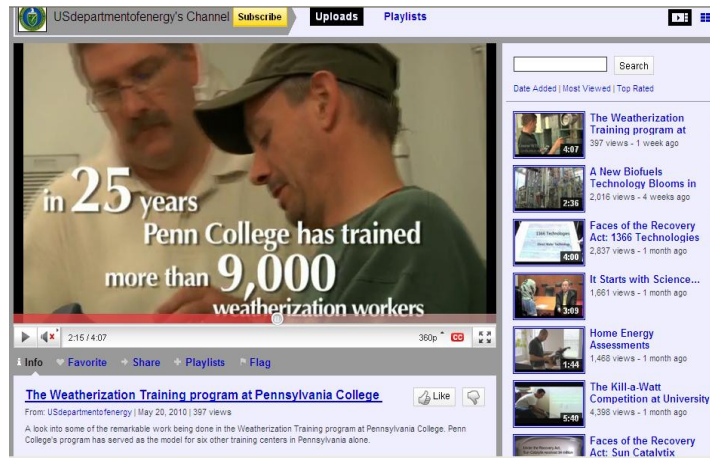 USdepartmentofenergy's Channel Subscribe Uploads Playlists
in 25 years
Penn College has trained
more than 9,000
weatherization workers
2:15 / 4:07 360p CC
Info Favorite Share Playlists Flag
The Weatherization Training program at Pennsylvania College Like
From: USdepartmentofenergy | May 20, 2010 | 397 views
A look into some of the remarkable work being done in the Weatherization Training program at Pennsylvania College. Penn
College's program has served as the model for six other training centers in Pennsylvania alone.
Search
Date Added | Most Viewed | Top Rated
The Weatherization
Training program at
397 views - 1 week ago
4:07
A New Biofuels
Technology Blooms in
2,016 views - 4 weeks ago
2:36
Faces of the Recovery
Act: 1366 Technologies
2,837 views - 1 month ago
1366 Technologies
4:00
It Starts with Science...
1,661 views - 1 month ago
3:09
Home Energy
Assessments
1,468 views - 1 month ago
1:44
The Kill-a-Watt
Competition at University
4,398 views - 1 month ago
5:40
Faces of the Recovery
Act: Sun Catalytix